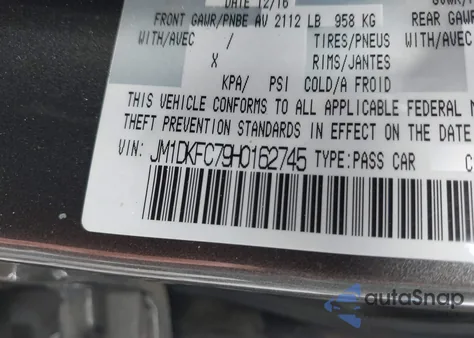 DATE 12/16
FRONT GAWR/PNBE AV 2112 LB 958 KG
REAR GAWR
WITH/AVEC /
TIRES/PNEUS
WITH/AV
X
RIMS/JANTES
X
KPA/ PSI COLD/A FROID
THIS VEHICLE CONFORMS TO ALL APPLICABLE FEDERAL
THEFT PREVENTION STANDARDS IN EFFECT ON THE DATE
VIN: JM1DKFC79H0162745 TYPE:PASS CAR
autoSnap